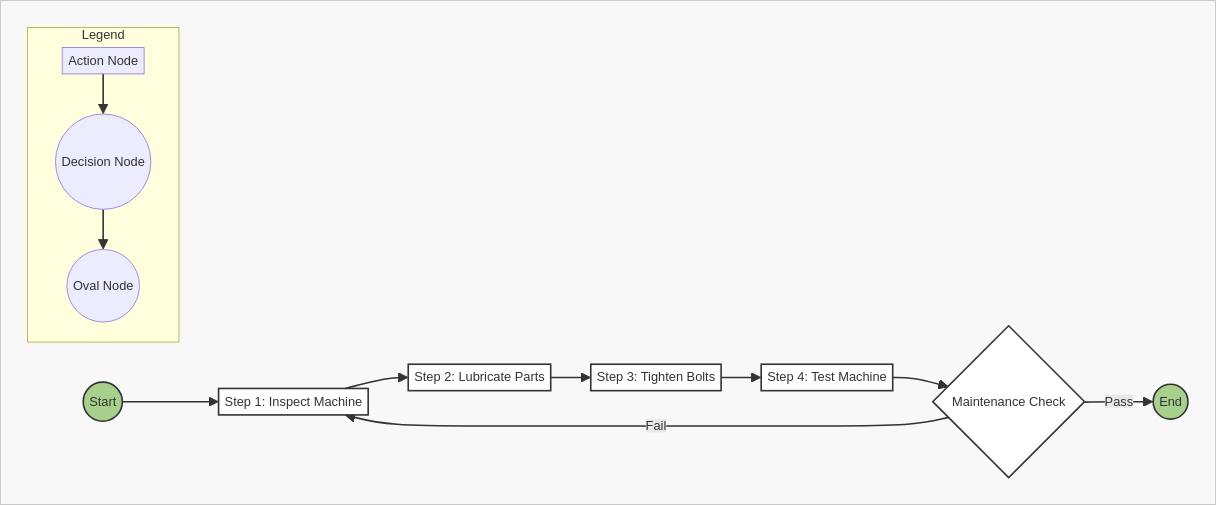 Legend
Action Node
Decision Node
Oval Node
Start
Step 1: Inspect Machine
Step 2: Lubricate Parts
Step 3: Tighten Bolts
Step 4: Test Machine
Maintenance Check
Pass
End
Fail